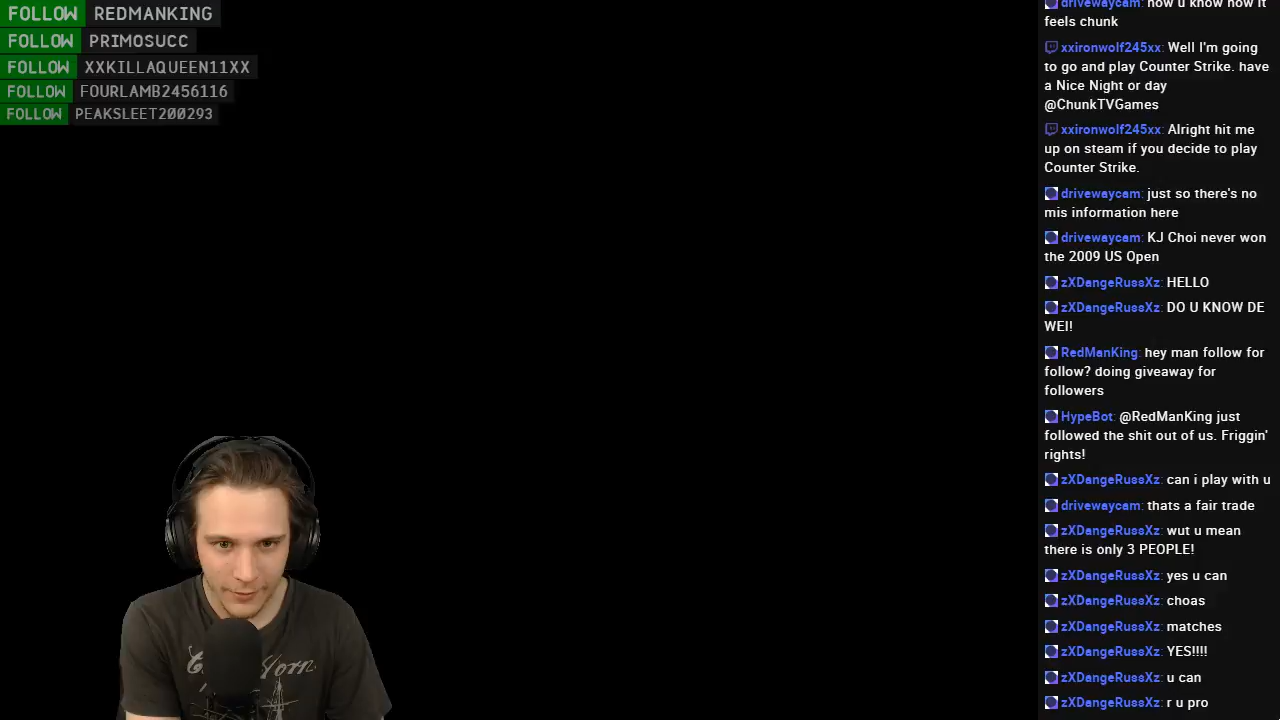 FOLLOW REDMANKING
FOLLOW PRIMOSUCC
FOLLOW XXKILLAQUEEN11XX
FOLLOW FOURLAMB2456116
FOLLOW PEAKSLEET200293
drivewaycam: now u know how it
feels chunk
xxironwolf245xx: Well I'm going
to go and play Counter Strike. have
a Nice Night or day
@ChunkTVGames
xxironwolf245xx: Alright hit me
up on steam if you decide to play
Counter Strike.
drivewaycam: just so there's no
mis information here
drivewaycam: KJ Choi never won
the 2009 US Open
zXDangeRussXz: HELLO
zXDangeRussXz: DO U KNOW DE
WEI!
RedManKing: hey man follow for
follow? doing giveaway for
followers
HypeBot: @RedManKing just
followed the shit out of us. Friggin'
rights!
zXDangeRussXz: can i play with u
drivewaycam: thats a fair trade
zXDangeRussXz: wut u mean
there is only 3 PEOPLE!
zXDangeRussXz: yes u can
zXDangeRussXz: choas
zXDangeRussXz: matches
zXDangeRussXz: YES!!!!
zXDangeRussXz: u can
zXDangeRussXz: r u pro